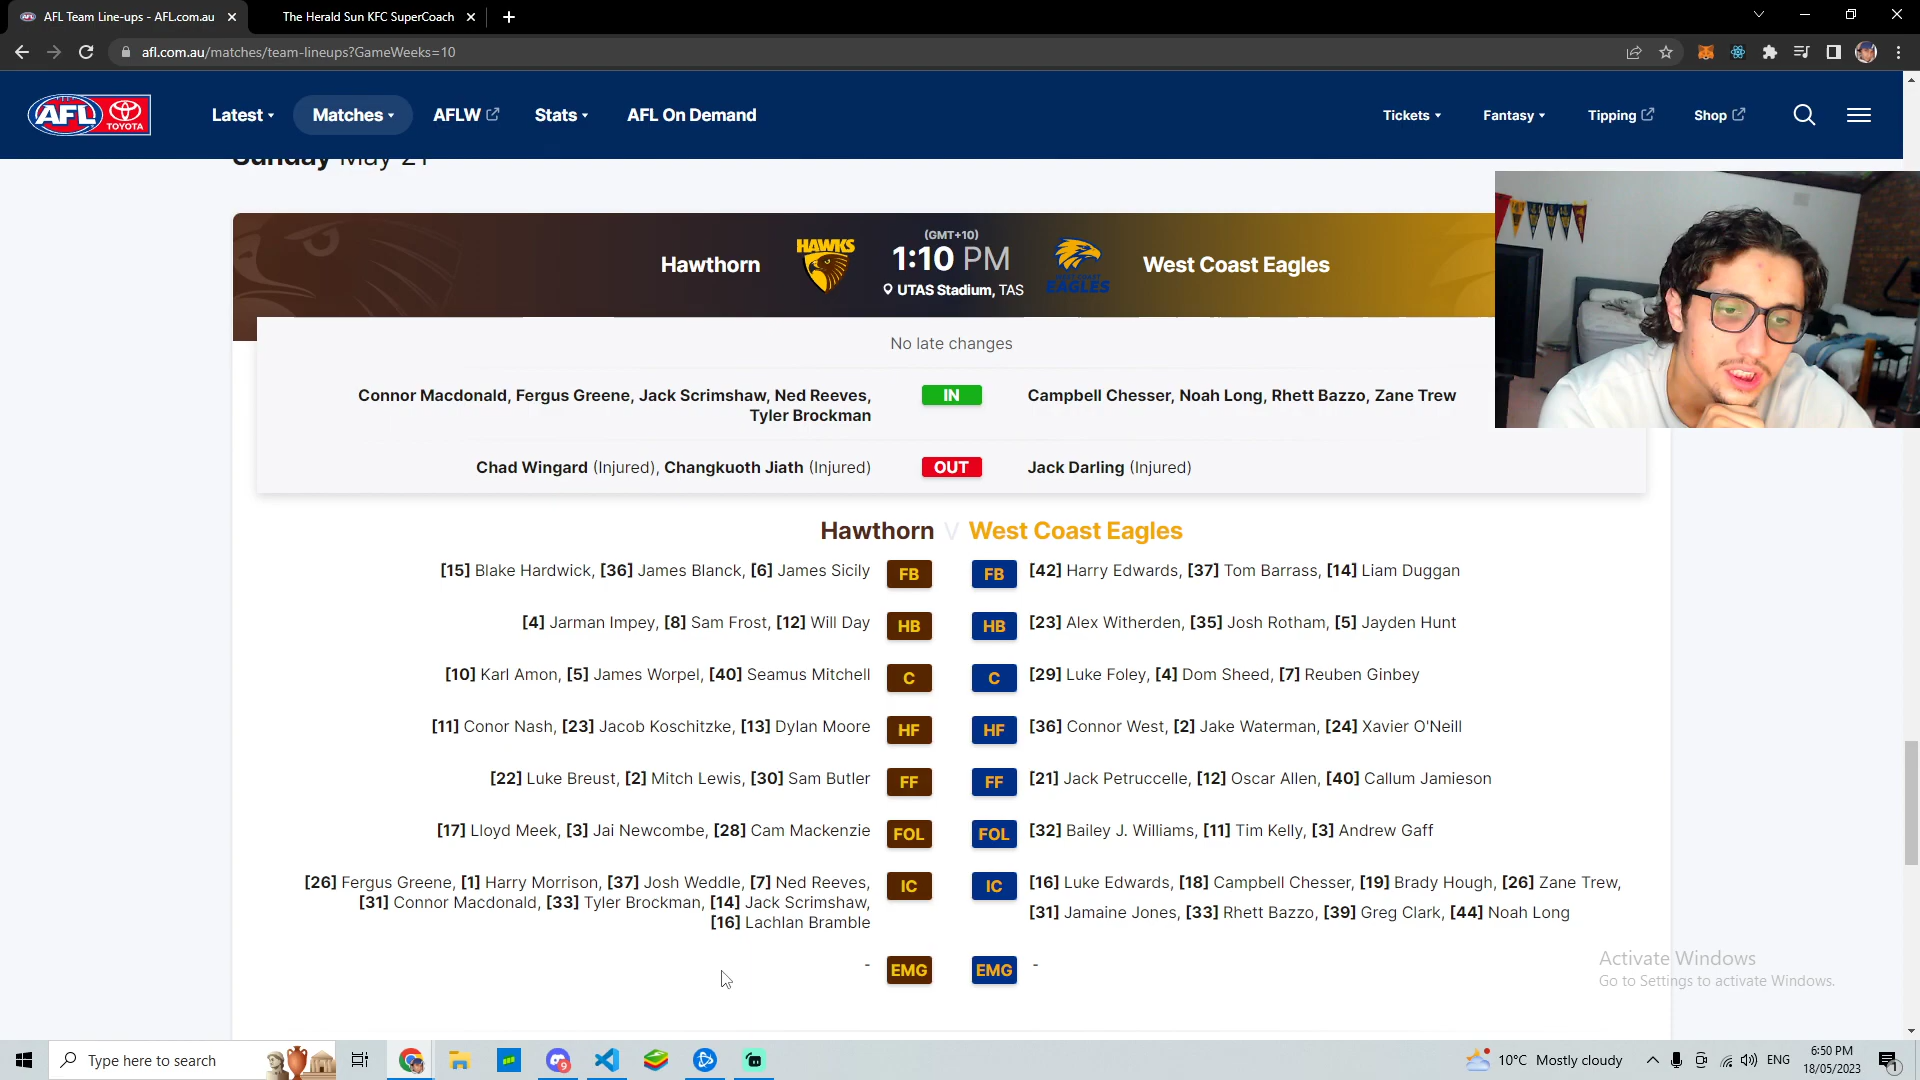 AFL Team Line-ups - AFL.com.au
The Herald Sun KFC SuperCoach
afl.com.au/matches/team-lineups?GameWeeks=10
AFL
TOYOTA
Latest
Matches
AFLW
Stats
AFL On Demand
Tickets
Fantasy
Tipping
Shop
Sunday May 21
Hawthorn
HAWKS
(GMT+10)
1:10 PM
UTAS Stadium, TAS
WEST COAST
EAGLES
West Coast Eagles
No late changes
Connor Macdonald, Fergus Greene, Jack Scrimshaw, Ned Reeves,
Tyler Brockman
IN
Campbell Chesser, Noah Long, Rhett Bazzo, Zane Trew
Chad Wingard (Injured), Changkuoth Jiath (Injured)
OUT
Jack Darling (Injured)
Hawthorn V West Coast Eagles
[15] Blake Hardwick, [36] James Blanck, [6] James Sicily FB FB [42] Harry Edwards, [37] Tom Barrass, [14] Liam Duggan
[4] Jarman Impey, [8] Sam Frost, [12] Will Day HB HB [23] Alex Witherden, [35] Josh Rotham, [5] Jayden Hunt
[10] Karl Amon, [5] James Worpel, [40] Seamus Mitchell C C [29] Luke Foley, [4] Dom Sheed, [7] Reuben Ginbey
[11] Conor Nash, [23] Jacob Koschitzke, [13] Dylan Moore HF HF [36] Connor West, [2] Jake Waterman, [24] Xavier O'Neill
[22] Luke Breust, [2] Mitch Lewis, [30] Sam Butler FF FF [21] Jack Petruccelle, [12] Oscar Allen, [40] Callum Jamieson
[17] Lloyd Meek, [3] Jai Newcombe, [28] Cam Mackenzie FOL FOL [32] Bailey J. Williams, [11] Tim Kelly, [3] Andrew Gaff
[26] Fergus Greene, [1] Harry Morrison, [37] Josh Weddle, [7] Ned Reeves,
[31] Connor Macdonald, [33] Tyler Brockman, [14] Jack Scrimshaw,
[16] Lachlan Bramble
IC IC
[16] Luke Edwards, [18] Campbell Chesser, [19] Brady Hough, [26] Zane Trew,
[31] Jamaine Jones, [33] Rhett Bazzo, [39] Greg Clark, [44] Noah Long
- EMG EMG -
Activate Windows
Go to Settings to activate Windows.
Type here to search
9
10°C Mostly cloudy
ENG
6:50 PM
18/05/2023
1